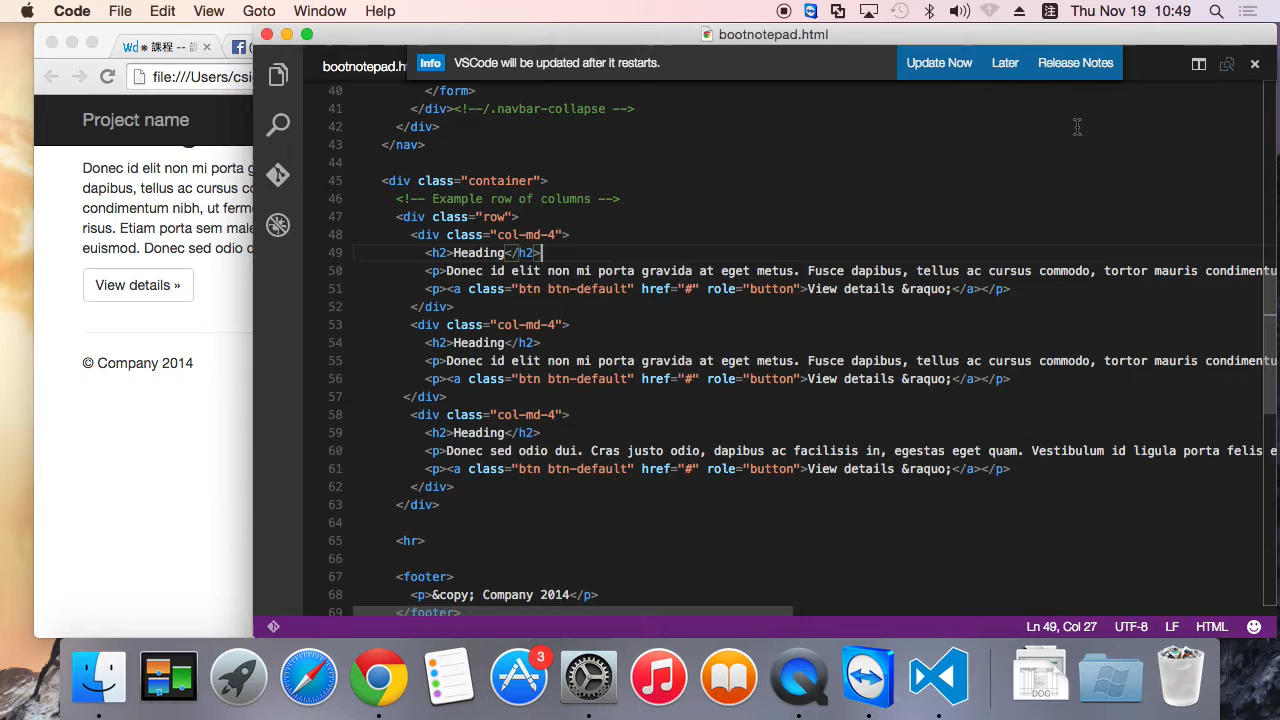 Code File Edit View Goto Window Help Thu Nov 19 10:49
bootnotepad.html
Wd ※ 課程 --
file:///Users/csi
Project name
Donec id elit non mi porta g
dapibus, tellus ac cursus co
condimentum nibh, ut ferm
risus. Etiam porta sem male
euismod. Donec sed odio d
View details »
© Company 2014
bootnotepad.h
Info VSCode will be updated after it restarts. Update Now Later Release Notes
40 </form>
41 </div><!--/.navbar-collapse -->
42 </div>
43 </nav>
44
45 <div class="container">
46 <!-- Example row of columns -->
47 <div class="row">
48 <div class="col-md-4">
49 <h2>Heading</h2>
50 <p>Donec id elit non mi porta gravida at eget metus. Fusce dapibus, tellus ac cursus commodo, tortor mauris condimentu
51 <p><a class="btn btn-default" href="#" role="button">View details &raquo;</a></p>
52 </div>
53 <div class="col-md-4">
54 <h2>Heading</h2>
55 <p>Donec id elit non mi porta gravida at eget metus. Fusce dapibus, tellus ac cursus commodo, tortor mauris condimentu
56 <p><a class="btn btn-default" href="#" role="button">View details &raquo;</a></p>
57 </div>
58 <div class="col-md-4">
59 <h2>Heading</h2>
60 <p>Donec sed odio dui. Cras justo odio, dapibus ac facilisis in, egestas eget quam. Vestibulum id ligula porta felis e
61 <p><a class="btn btn-default" href="#" role="button">View details &raquo;</a></p>
62 </div>
63 </div>
64
65 <hr>
66
67 <footer>
68 <p>&copy; Company 2014</p>
69 </footer>
Ln 49, Col 27 UTF-8 LF HTML
3
DOC